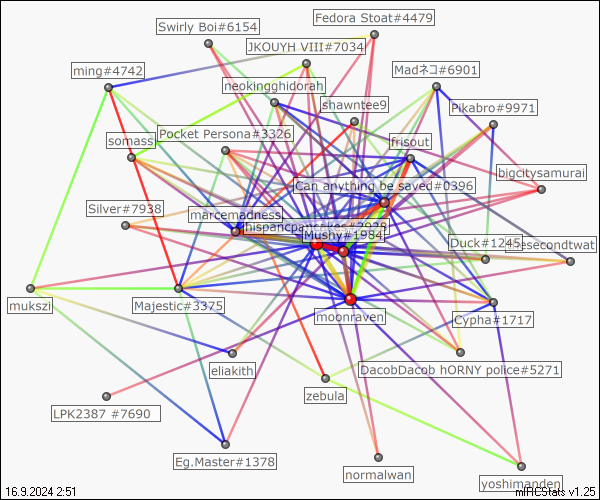 Fedora Stoat#4479
Swirly Boi#6154
JKOUYH VIII#7034
ming#4742
Madネコ#6901
neokingghidorah
shawntee9
Pikabro#9971
Pocket Persona#3326
somass
frisout
bigcitysamurai
Can anything be saved#0396
Silver#7938
marcemadness
Mushy#1984
Duck#1245
mukszi
Majestic#3375
moonraven
Cypha#1717
eliakith
DacobDacob hORNY police#5271
zebula
LPK2387 #7690
Eg.Master#1378
normalwan
yoshimanden
16.9.2024 2:51
mIRCStats v1.25